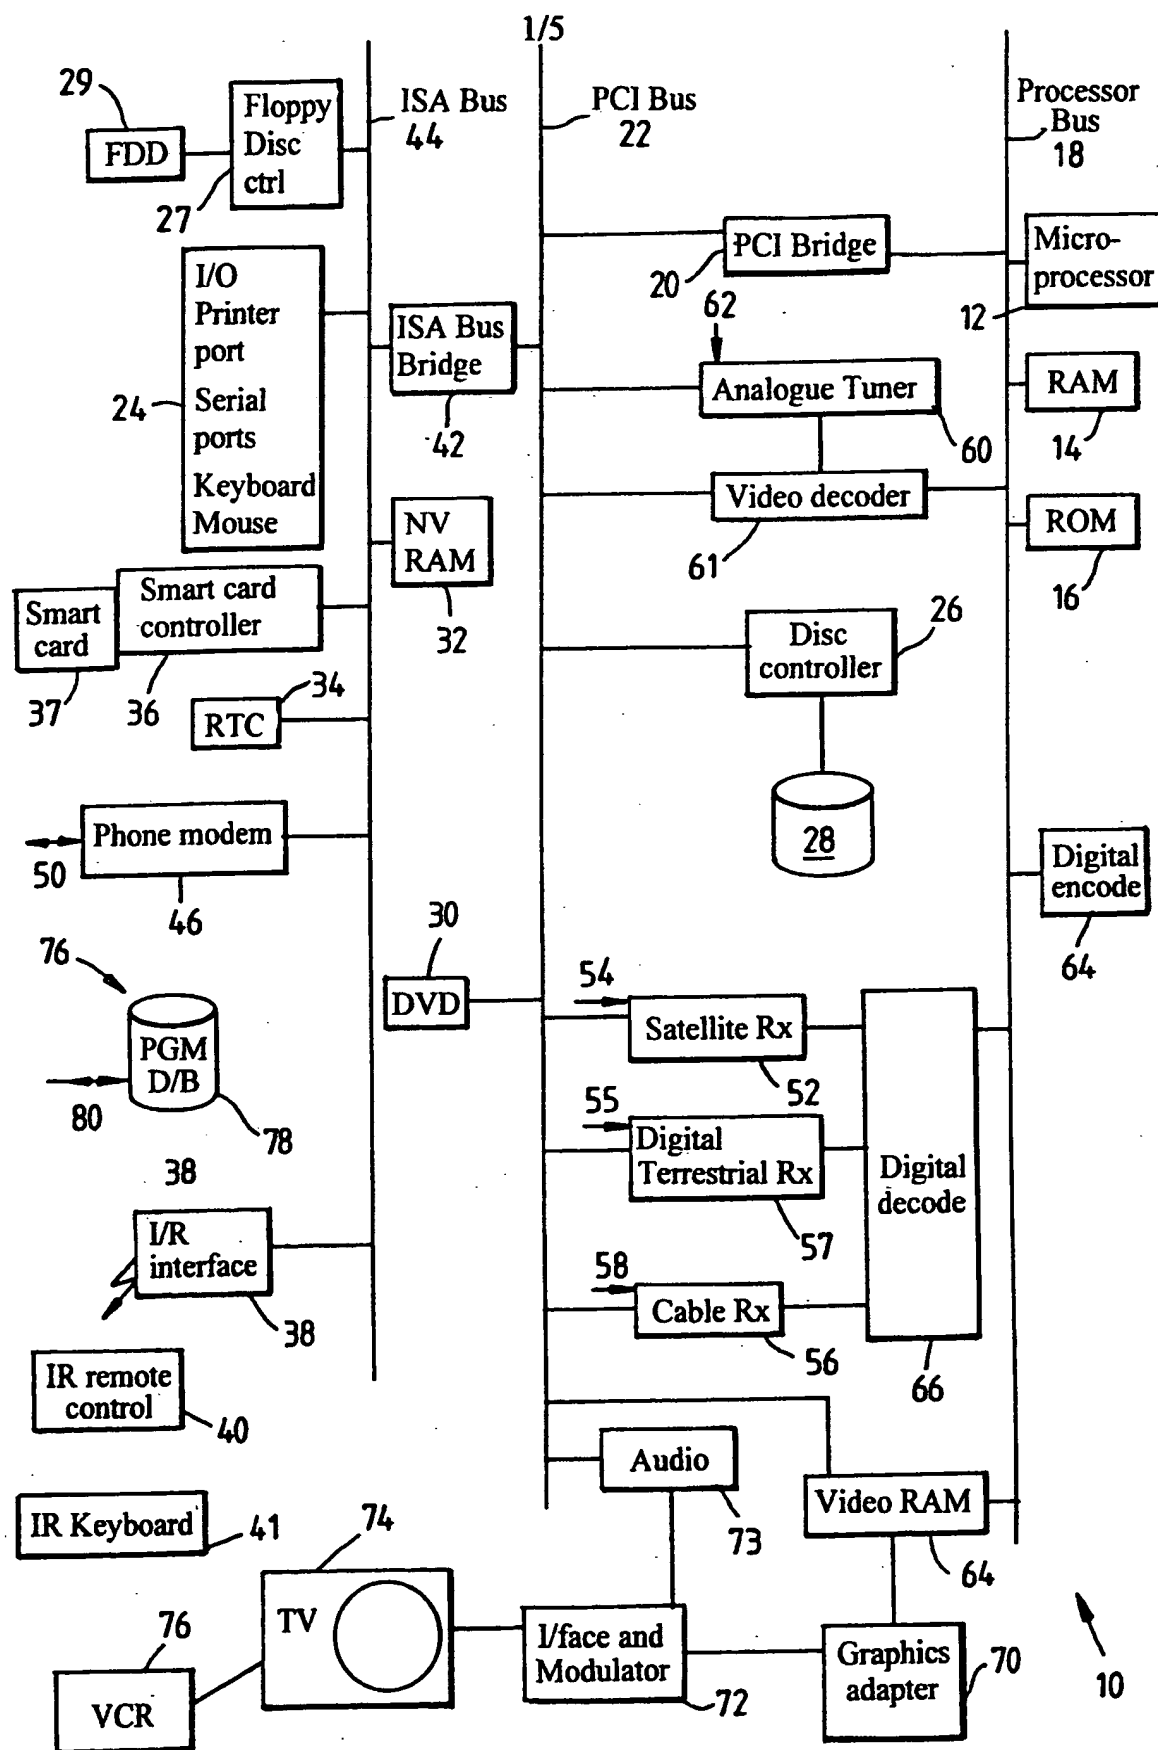 1/5
29
FDD
Floppy
Disc
ctrl
27
ISA Bus
44
PCI Bus
22
Processor
Bus
18
PCI Bridge
20
Micro-
processor
12
I/O
Printer
port
Serial
ports
Keyboard
Mouse
24
ISA Bus
Bridge
42
62
Analogue Tuner
60
RAM
14
Video decoder
61
ROM
16
NV
RAM
32
Smart
card
37
Smart card
controller
36
Disc
controller
26
28
RTC
34
Phone modem
50
46
Digital
encode
64
76
PGM
D/B
80
78
30
DVD
54
Satellite Rx
52
55
Digital
Terrestrial Rx
57
58
Cable Rx
56
Digital
decode
66
38
I/R
interface
38
IR remote
control
40
IR Keyboard
41
Audio
73
Video RAM
64
74
TV
76
VCR
I/face and
Modulator
72
Graphics
adapter
70
10